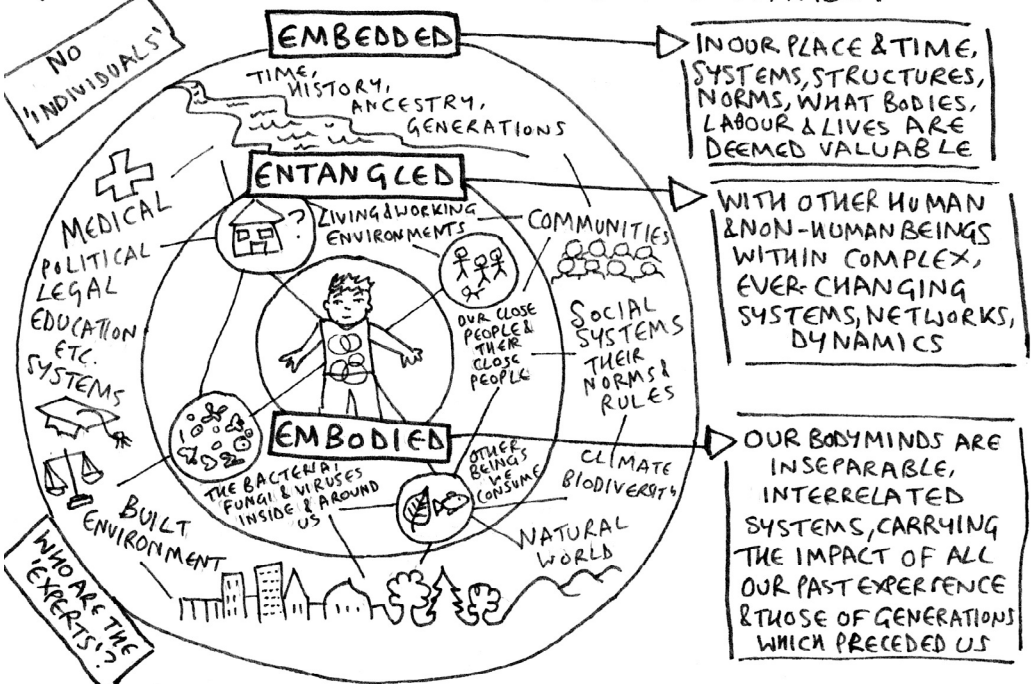 NO
'INDIVIDUALS'
EMBEDDED
TIME,
HISTORY,
ANCESTRY,
GENERATIONS
IN OUR PLACE & TIME,
SYSTEMS, STRUCTURES,
NORMS, WHAT BODIES,
LABOUR & LIVES ARE
DEEMED VALUABLE
ENTANGLED
WITH OTHER HUMAN
& NON-HUMAN BEINGS
WITHIN COMPLEX,
EVER-CHANGING
SYSTEMS, NETWORKS,
DYNAMICS
MEDICAL
POLITICAL
LEGAL
EDUCATION
ETC.
SYSTEMS
?
LIVING & WORKING
ENVIRONMENTS
COMMUNITIES
OUR CLOSE
PEOPLE &
THEIR
CLOSE
PEOPLE
SOCIAL
SYSTEMS
THEIR
NORMS &
RULES
EMBODIED
OUR BODYMINDS ARE
INSEPARABLE,
INTERRELATED
SYSTEMS, CARRYING
THE IMPACT OF ALL
OUR PAST EXPERIENCE
& THOSE OF GENERATIONS
WHICH PRECEDED US
THE BACTERIA,
FUNGI & VIRUSES
INSIDE & AROUND
US
OTHER
BEINGS
WE
CONSUME
CLIMATE
BIODIVERSITY
NATURAL
WORLD
BUILT
ENVIRONMENT
WHO ARE THE
'EXPERTS'?